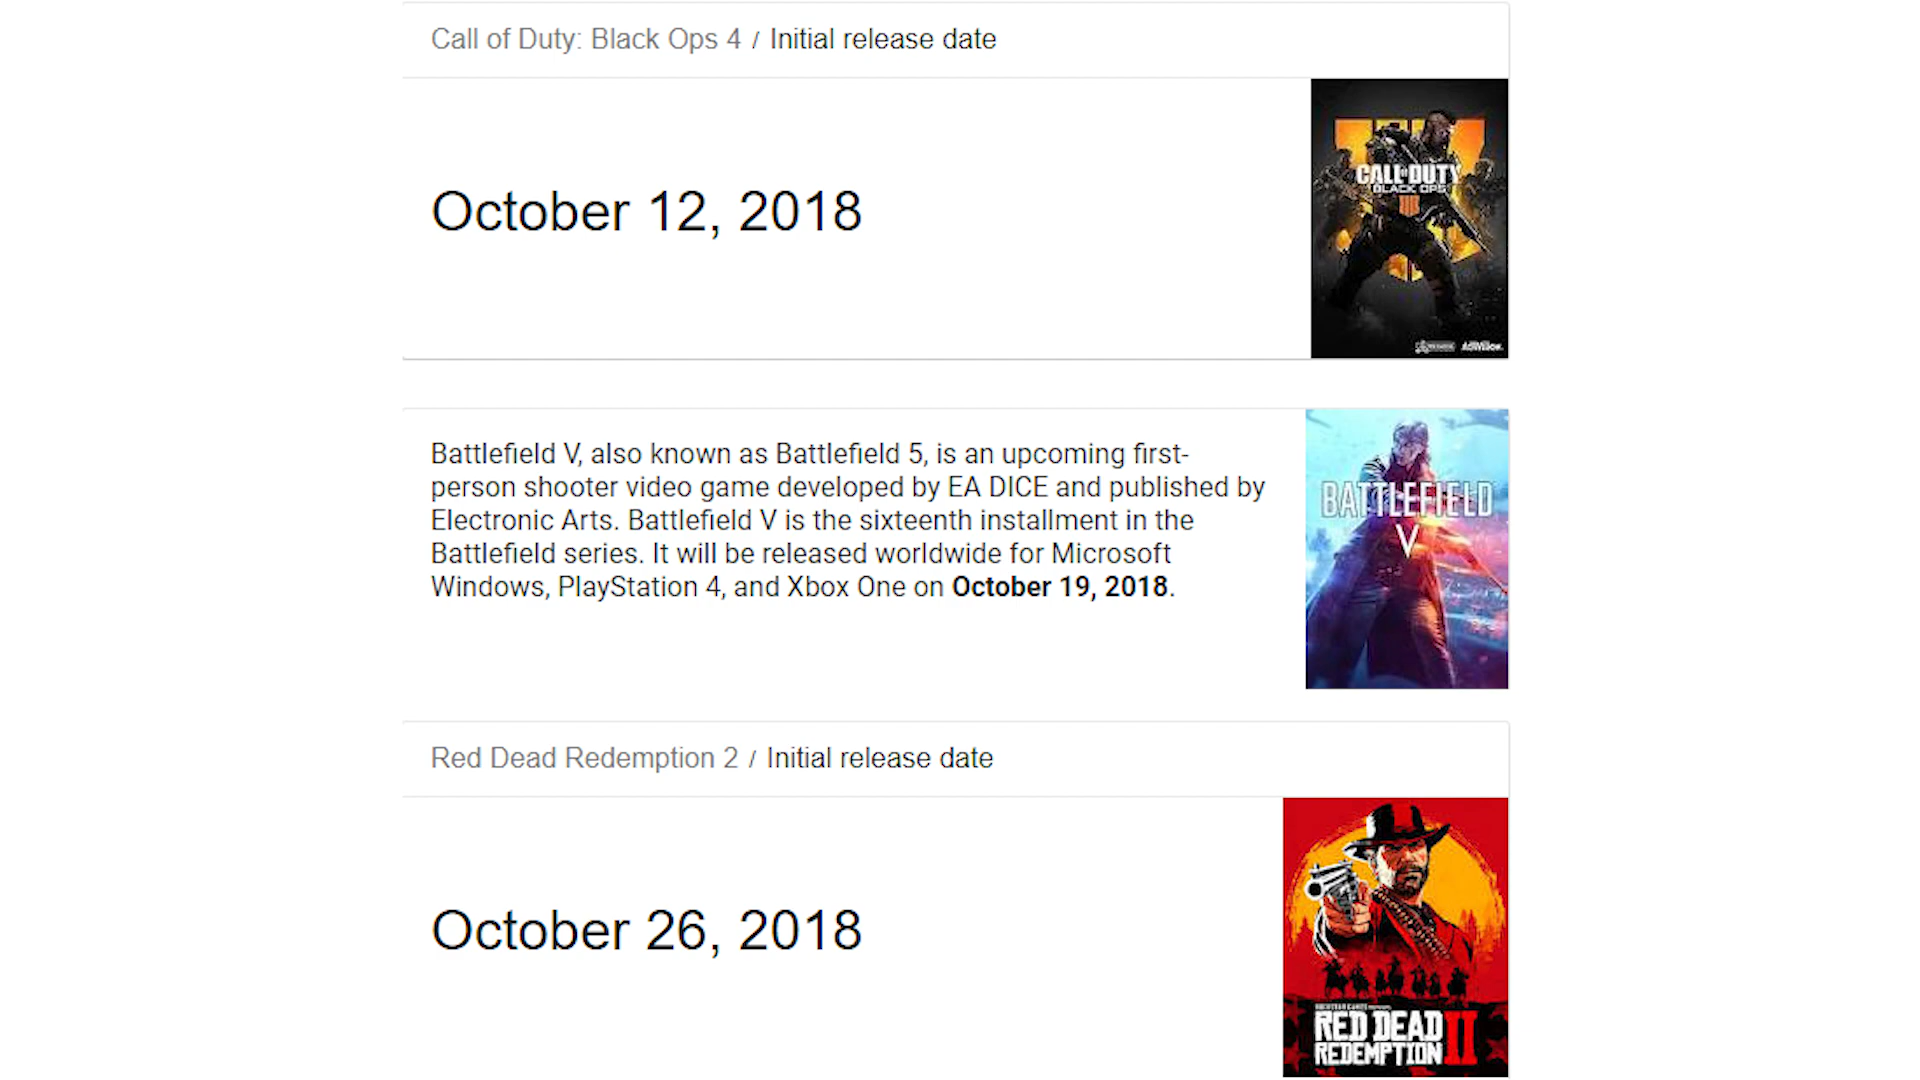 Call of Duty: Black Ops 4 / Initial release date
October 12, 2018
CALL OF DUTY
BLACK OPS
IIII
ACTIVISION
Battlefield V, also known as Battlefield 5, is an upcoming first-
person shooter video game developed by EA DICE and published by
Electronic Arts. Battlefield V is the sixteenth installment in the
Battlefield series. It will be released worldwide for Microsoft
Windows, PlayStation 4, and Xbox One on October 19, 2018.
BATTLEFIELD
V
Red Dead Redemption 2 / Initial release date
October 26, 2018
RED DEAD
REDEMPTION II